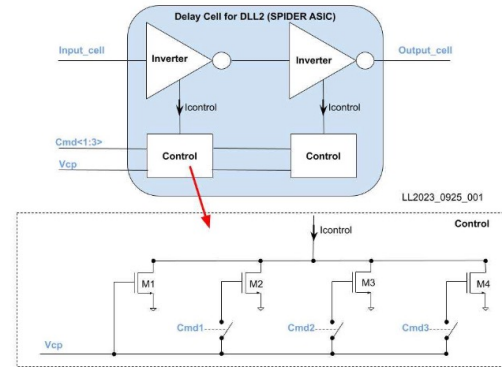 Delay Cell for DLL2 (SPIDER ASIC)
Input_cell
Output_cell
Inverter
Inverter
Icontrol
Icontrol
Cmd<1:3>
Control
Control
Vcp
LL2023_0925_001
Icontrol
Control
M1
M2
M3
M4
Cmd1
Cmd2
Cmd3
Vcp